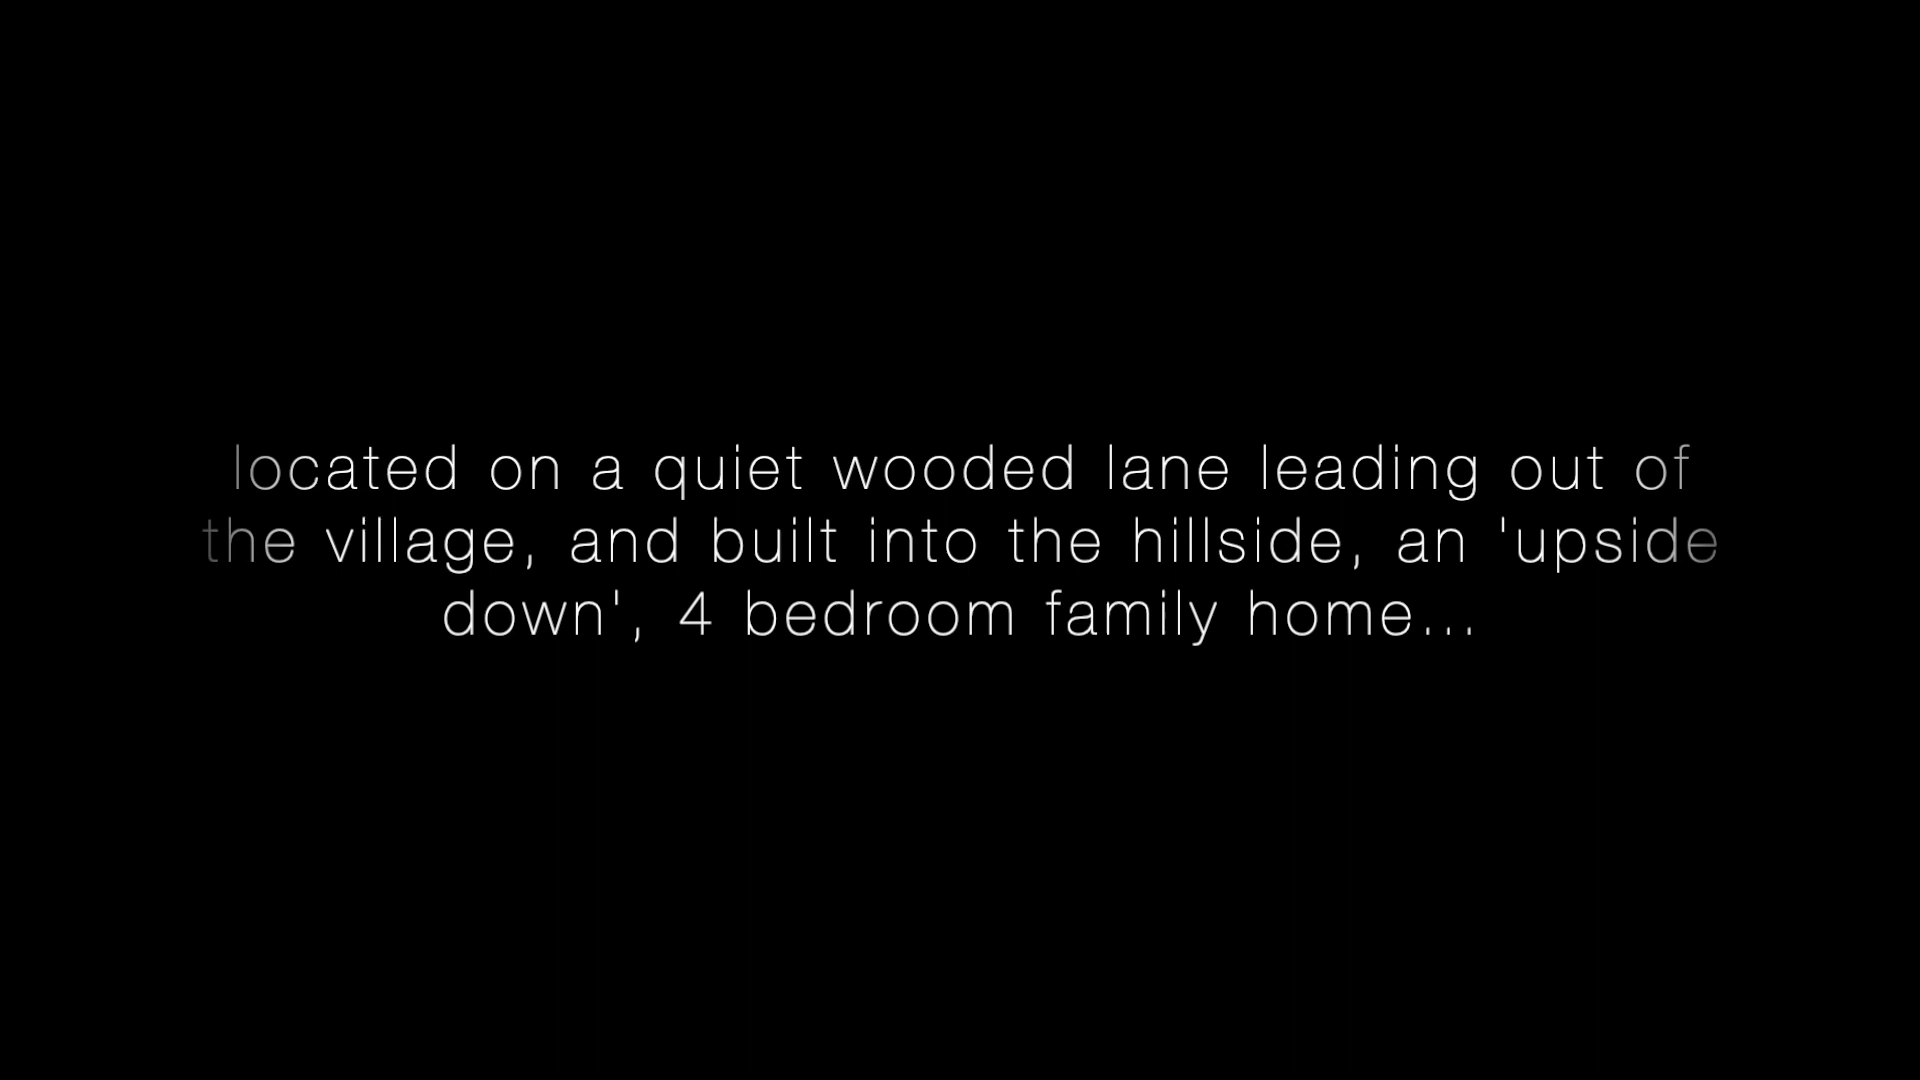 located on a quiet wooded lane leading out of
the village, and built into the hillside, an 'upside
down', 4 bedroom family home...